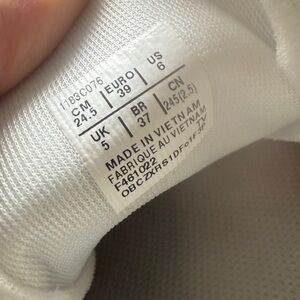 1183C076
CM EURO US
24.5 39 6
UK BR CN
5 37 245(2.5)
MADE IN VIETNAM
FABRIQUE AU VIETNAM
F461022 TV